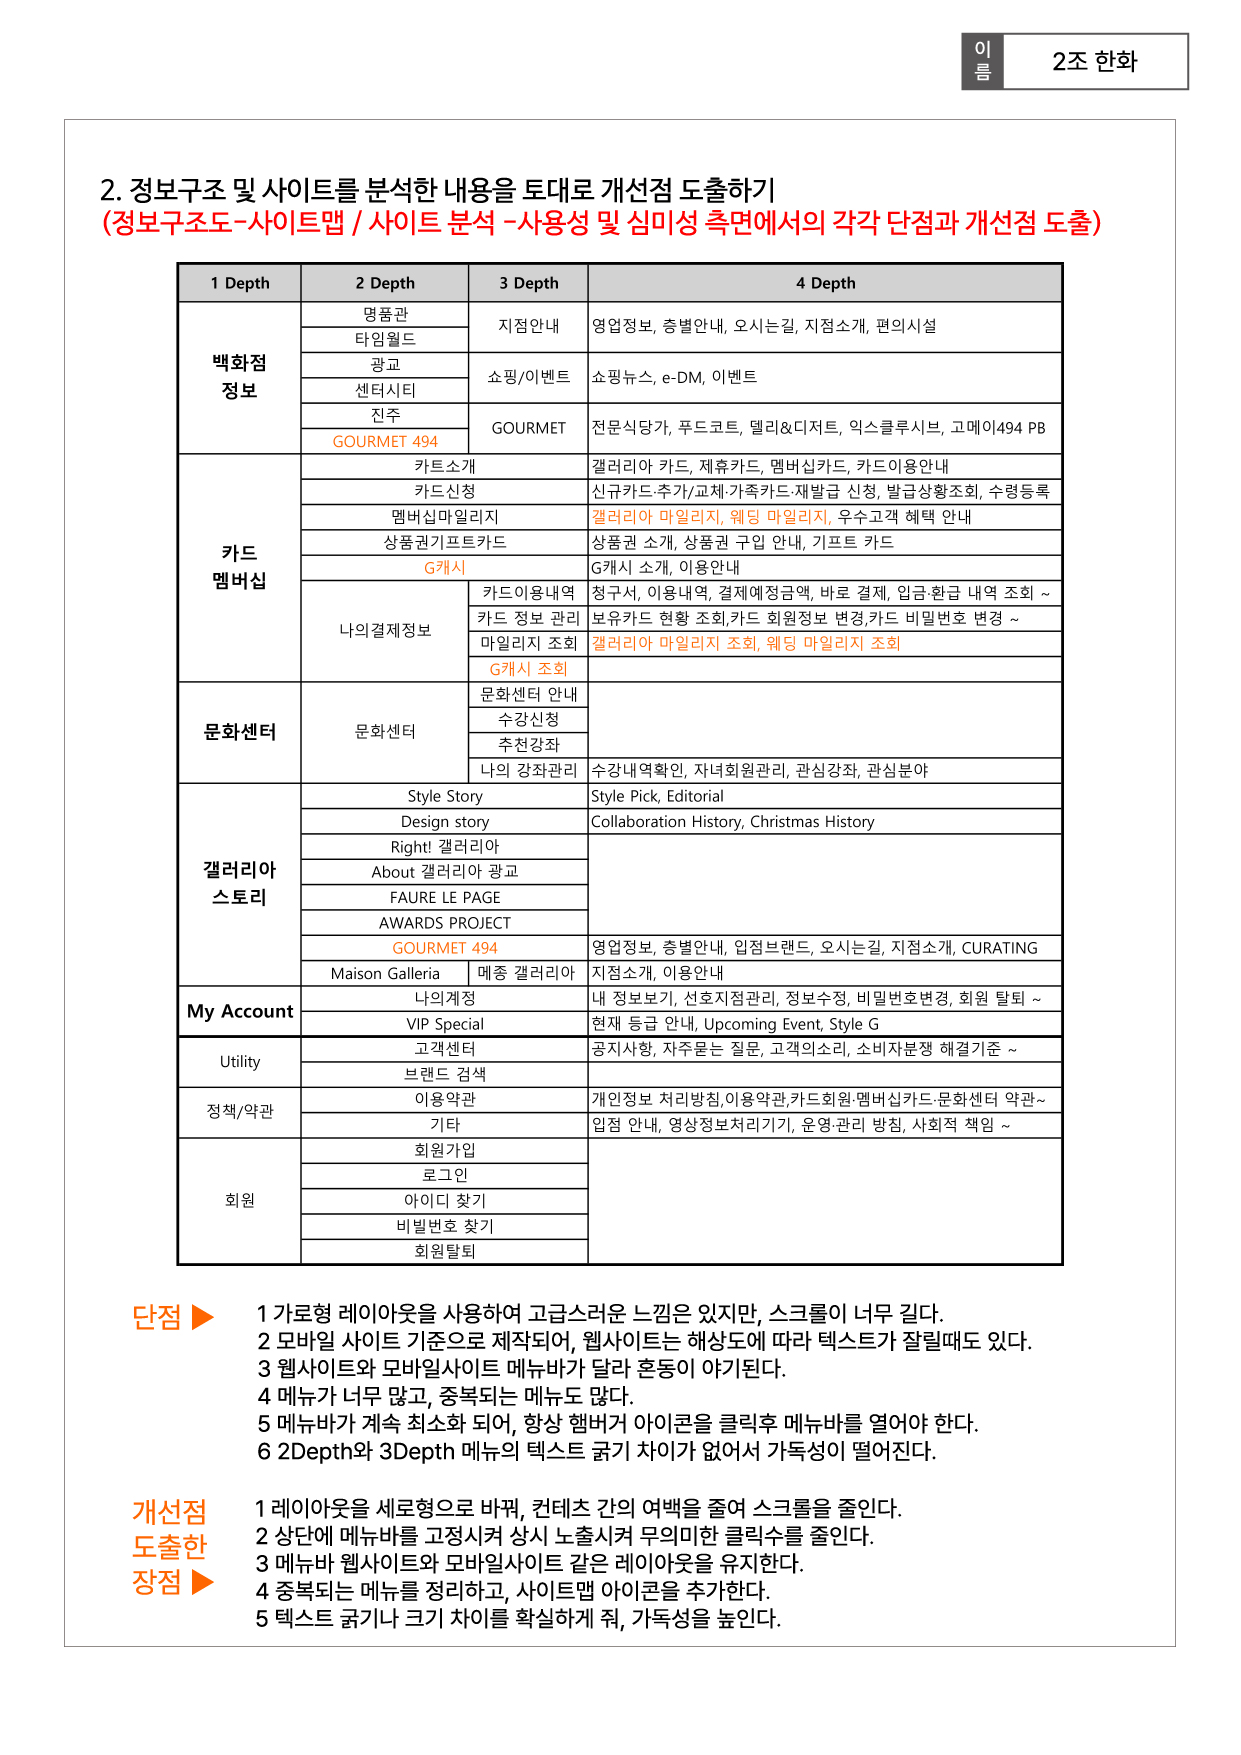 이름
2조 한화
2. 정보구조 및 사이트를 분석한 내용을 토대로 개선점 도출하기
(정보구조도-사이트맵 / 사이트 분석 -사용성 및 심미성 측면에서의 각각 단점과 개선점 도출)
1 Depth 2 Depth 3 Depth 4 Depth
백화점 정보
명품관
타임월드
지점안내 영업정보, 층별안내, 오시는길, 지점소개, 편의시설
광교
센터시티
쇼핑/이벤트 쇼핑뉴스, e-DM, 이벤트
진주
GOURMET 494
GOURMET 전문식당가, 푸드코트, 델리&디저트, 익스클루시브, 고메이494 PB
카드 멤버십
카트소개 갤러리아 카드, 제휴카드, 멤버십카드, 카드이용안내
카드신청 신규카드·추가/교체·가족카드·재발급 신청, 발급상황조회, 수령등록
멤버십마일리지 갤러리아 마일리지, 웨딩 마일리지, 우수고객 혜택 안내
상품권기프트카드 상품권 소개, 상품권 구입 안내, 기프트 카드
G캐시 G캐시 소개, 이용안내
나의결제정보
카드이용내역 청구서, 이용내역, 결제예정금액, 바로 결제, 입금·환급 내역 조회 ~
카드 정보 관리 보유카드 현황 조회,카드 회원정보 변경,카드 비밀번호 변경 ~
마일리지 조회 갤러리아 마일리지 조회, 웨딩 마일리지 조회
G캐시 조회
문화센터 문화센터
문화센터 안내
수강신청
추천강좌
나의 강좌관리 수강내역확인, 자녀회원관리, 관심강좌, 관심분야
갤러리아 스토리
Style Story Style Pick, Editorial
Design story Collaboration History, Christmas History
Right! 갤러리아
About 갤러리아 광교
FAURE LE PAGE
AWARDS PROJECT
GOURMET 494 영업정보, 층별안내, 입점브랜드, 오시는길, 지점소개, CURATING
Maison Galleria 메종 갤러리아 지점소개, 이용안내
My Account
나의계정 내 정보보기, 선호지점관리, 정보수정, 비밀번호변경, 회원 탈퇴 ~
VIP Special 현재 등급 안내, Upcoming Event, Style G
Utility
고객센터 공지사항, 자주묻는 질문, 고객의소리, 소비자분쟁 해결기준 ~
브랜드 검색
정책/약관
이용약관 개인정보 처리방침,이용약관,카드회원·멤버십카드·문화센터 약관~
기타 입점 안내, 영상정보처리기기, 운영·관리 방침, 사회적 책임 ~
회원
회원가입
로그인
아이디 찾기
비빌번호 찾기
회원탈퇴
단점 ▶
1 가로형 레이아웃을 사용하여 고급스러운 느낌은 있지만, 스크롤이 너무 길다.
2 모바일 사이트 기준으로 제작되어, 웹사이트는 해상도에 따라 텍스트가 잘릴때도 있다.
3 웹사이트와 모바일사이트 메뉴바가 달라 혼동이 야기된다.
4 메뉴가 너무 많고, 중복되는 메뉴도 많다.
5 메뉴바가 계속 최소화 되어, 항상 햄버거 아이콘을 클릭후 메뉴바를 열어야 한다.
6 2Depth와 3Depth 메뉴의 텍스트 굵기 차이가 없어서 가독성이 떨어진다.
개선점
도출한
장점 ▶
1 레이아웃을 세로형으로 바꿔, 컨테츠 간의 여백을 줄여 스크롤을 줄인다.
2 상단에 메뉴바를 고정시켜 상시 노출시켜 무의미한 클릭수를 줄인다.
3 메뉴바 웹사이트와 모바일사이트 같은 레이아웃을 유지한다.
4 중복되는 메뉴를 정리하고, 사이트맵 아이콘을 추가한다.
5 텍스트 굵기나 크기 차이를 확실하게 줘, 가독성을 높인다.